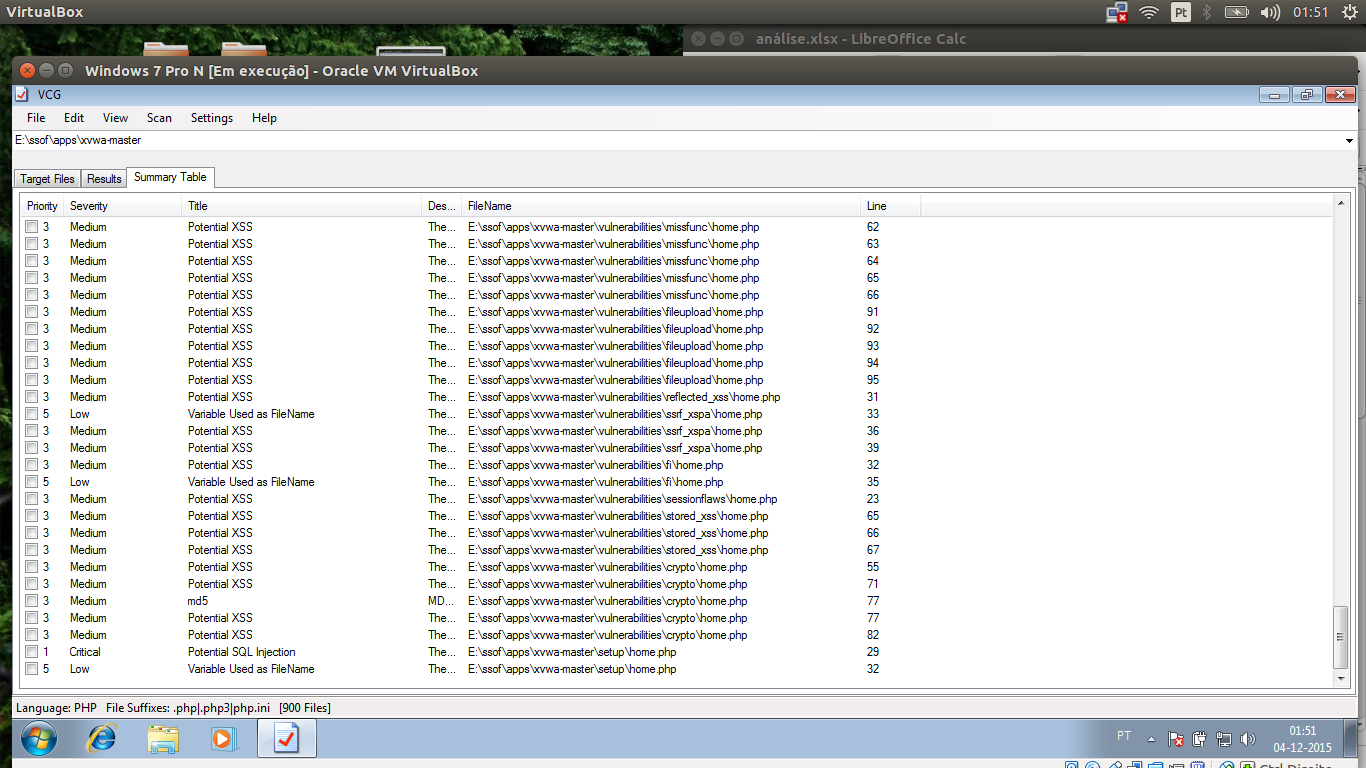 VirtualBox Pt 01:51
análise.xlsx - LibreOffice Calc
Windows 7 Pro N [Em execução] - Oracle VM VirtualBox
VCG
File Edit View Scan Settings Help
E:\ssof\apps\xvwa-master
Target Files Results Summary Table
Priority Severity Title Des... FileName Line
3 Medium Potential XSS The... E:\ssof\apps\xvwa-master\vulnerabilities\missfunc\home.php 62
3 Medium Potential XSS The... E:\ssof\apps\xvwa-master\vulnerabilities\missfunc\home.php 63
3 Medium Potential XSS The... E:\ssof\apps\xvwa-master\vulnerabilities\missfunc\home.php 64
3 Medium Potential XSS The... E:\ssof\apps\xvwa-master\vulnerabilities\missfunc\home.php 65
3 Medium Potential XSS The... E:\ssof\apps\xvwa-master\vulnerabilities\missfunc\home.php 66
3 Medium Potential XSS The... E:\ssof\apps\xvwa-master\vulnerabilities\fileupload\home.php 91
3 Medium Potential XSS The... E:\ssof\apps\xvwa-master\vulnerabilities\fileupload\home.php 92
3 Medium Potential XSS The... E:\ssof\apps\xvwa-master\vulnerabilities\fileupload\home.php 93
3 Medium Potential XSS The... E:\ssof\apps\xvwa-master\vulnerabilities\fileupload\home.php 94
3 Medium Potential XSS The... E:\ssof\apps\xvwa-master\vulnerabilities\fileupload\home.php 95
3 Medium Potential XSS The... E:\ssof\apps\xvwa-master\vulnerabilities\reflected_xss\home.php 31
5 Low Variable Used as FileName The... E:\ssof\apps\xvwa-master\vulnerabilities\ssrf_xspa\home.php 33
3 Medium Potential XSS The... E:\ssof\apps\xvwa-master\vulnerabilities\ssrf_xspa\home.php 36
3 Medium Potential XSS The... E:\ssof\apps\xvwa-master\vulnerabilities\ssrf_xspa\home.php 39
3 Medium Potential XSS The... E:\ssof\apps\xvwa-master\vulnerabilities\fi\home.php 32
5 Low Variable Used as FileName The... E:\ssof\apps\xvwa-master\vulnerabilities\fi\home.php 35
3 Medium Potential XSS The... E:\ssof\apps\xvwa-master\vulnerabilities\sessionflaws\home.php 23
3 Medium Potential XSS The... E:\ssof\apps\xvwa-master\vulnerabilities\stored_xss\home.php 65
3 Medium Potential XSS The... E:\ssof\apps\xvwa-master\vulnerabilities\stored_xss\home.php 66
3 Medium Potential XSS The... E:\ssof\apps\xvwa-master\vulnerabilities\stored_xss\home.php 67
3 Medium Potential XSS The... E:\ssof\apps\xvwa-master\vulnerabilities\crypto\home.php 55
3 Medium Potential XSS The... E:\ssof\apps\xvwa-master\vulnerabilities\crypto\home.php 71
3 Medium md5 MD... E:\ssof\apps\xvwa-master\vulnerabilities\crypto\home.php 77
3 Medium Potential XSS The... E:\ssof\apps\xvwa-master\vulnerabilities\crypto\home.php 77
3 Medium Potential XSS The... E:\ssof\apps\xvwa-master\vulnerabilities\crypto\home.php 82
1 Critical Potential SQL Injection The... E:\ssof\apps\xvwa-master\setup\home.php 29
5 Low Variable Used as FileName The... E:\ssof\apps\xvwa-master\setup\home.php 32
Language: PHP File Suffixes: .php|.php3|php.ini [900 Files]
PT 01:51
04-12-2015
Ctrl Direito